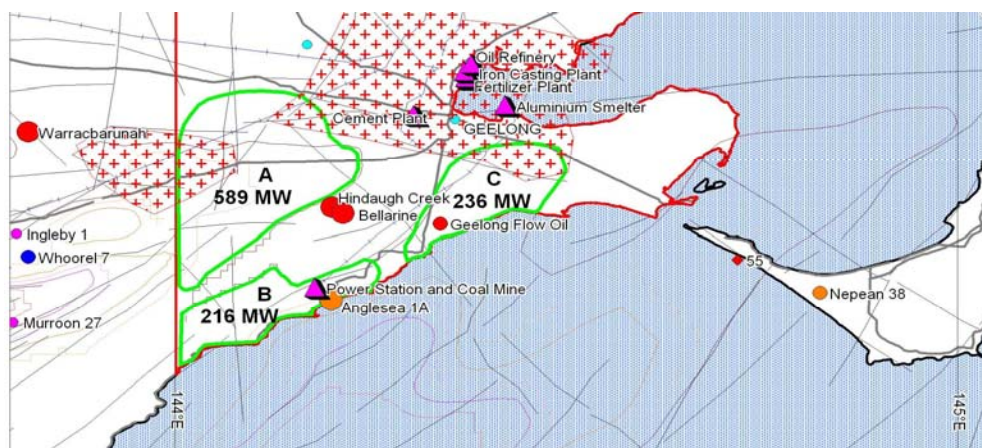 Oil Refinery
Iron Casting Plant
Fertilizer Plant
Aluminium Smelter
Cement Plant
GEELONG
Warracbarunah
A
589 MW
C
236 MW
Hindaugh Creek
Bellarine
Geelong Flow Oil
Ingleby 1
Whoorel 7
55
B
216 MW
Power Station and Coal Mine
Anglesea 1A
Nepean 38
Murroon 27
144°E
145°E